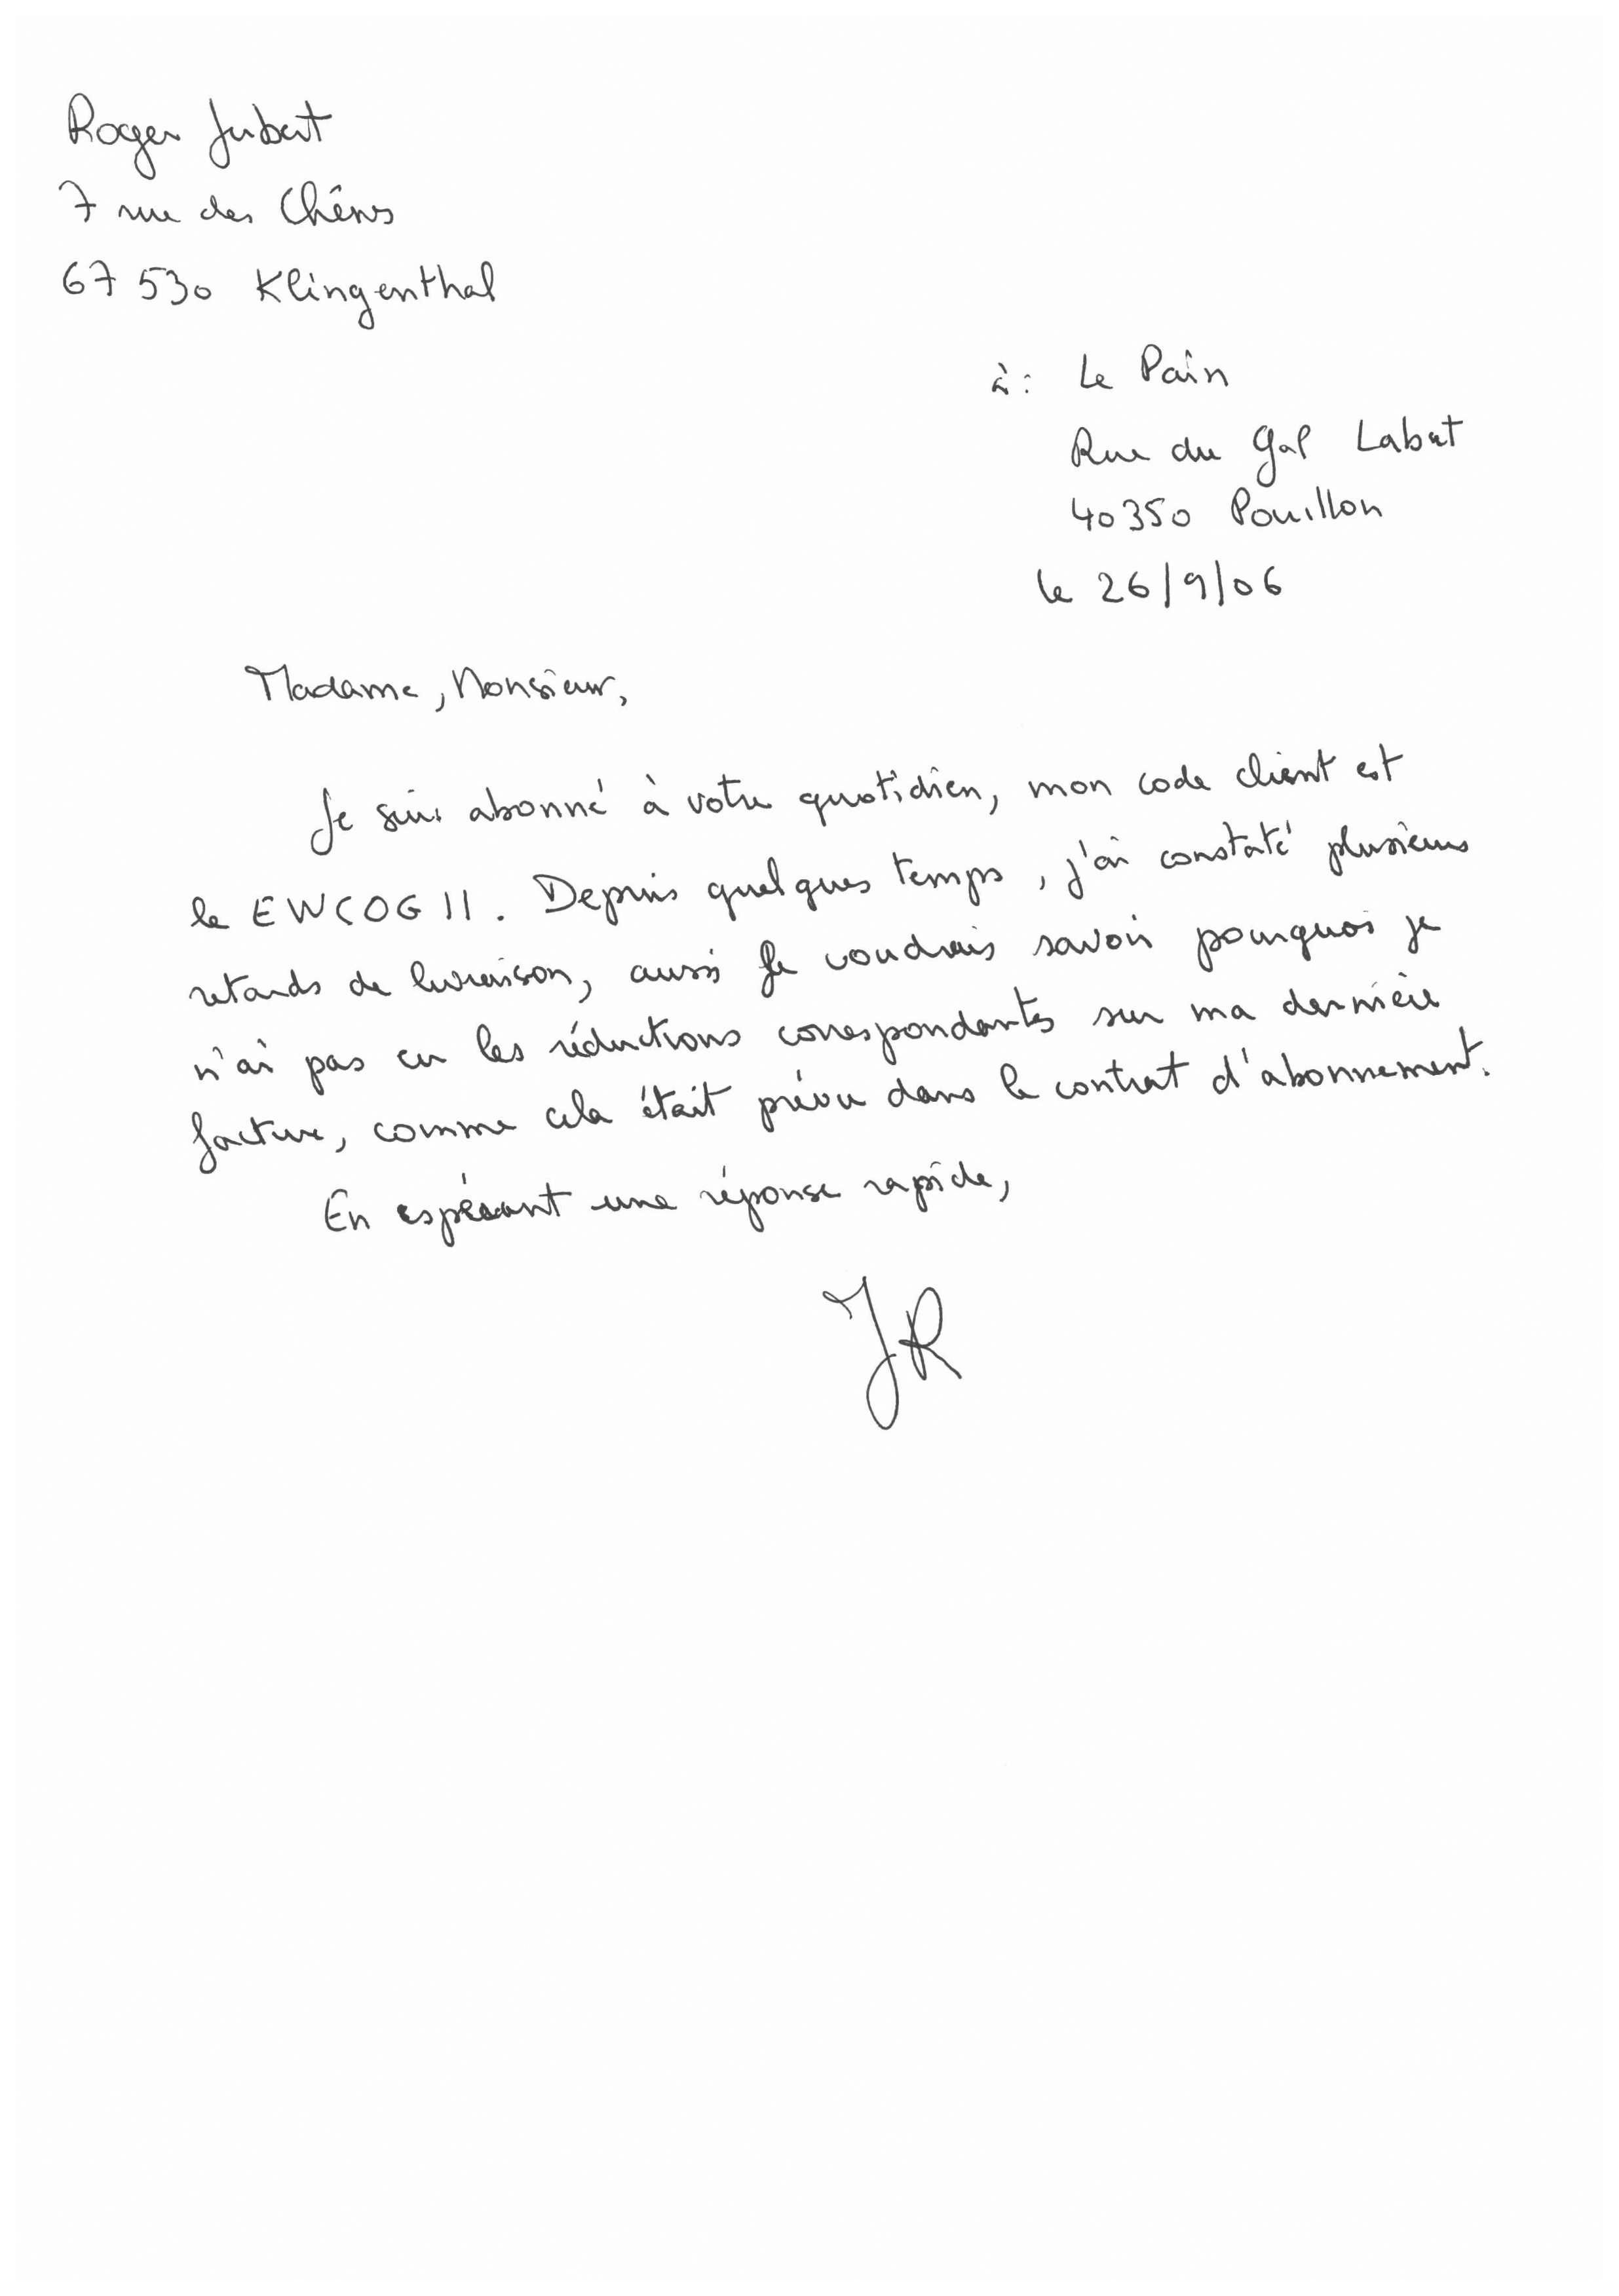 Roger Jubert
7 rue des Chênes
67 530 Klingenthal
à : Le Pain
Rue du Gal Labat
40350 Pouillon
le 26/9/06
Madame, Monsieur,
Je suis abonné à votre quotidien, mon code client est
le EWCOG11. Depuis quelques temps, j'ai constaté plusieurs
retards de livraison, aussi je voudrais savoir pourquoi je
n'ai pas eu les réductions correspondantes sur ma dernière
facture, comme cela était prévu dans le contrat d'abonnement.
En espérant une réponse rapide,
JR